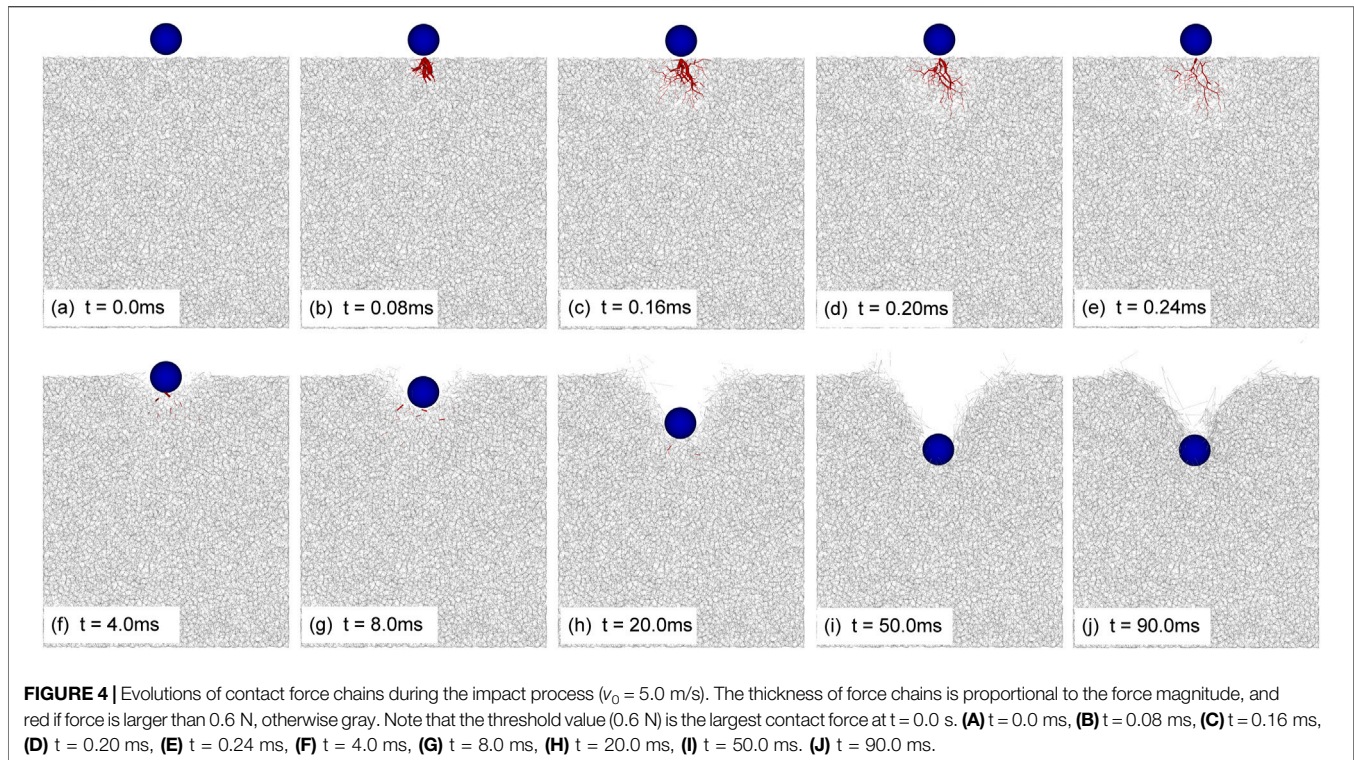 (a) t = 0.0ms
(b) t = 0.08ms
(c) t = 0.16ms
(d) t = 0.20ms
(e) t = 0.24ms
(f) t = 4.0ms
(g) t = 8.0ms
(h) t = 20.0ms
(i) t = 50.0ms
(j) t = 90.0ms
FIGURE 4 | Evolutions of contact force chains during the impact process (v₀ = 5.0 m/s). The thickness of force chains is proportional to the force magnitude, and
red if force is larger than 0.6 N, otherwise gray. Note that the threshold value (0.6 N) is the largest contact force at t = 0.0 s. (A) t = 0.0 ms, (B) t = 0.08 ms, (C) t = 0.16 ms,
(D) t = 0.20 ms, (E) t = 0.24 ms, (F) t = 4.0 ms, (G) t = 8.0 ms, (H) t = 20.0 ms, (I) t = 50.0 ms. (J) t = 90.0 ms.